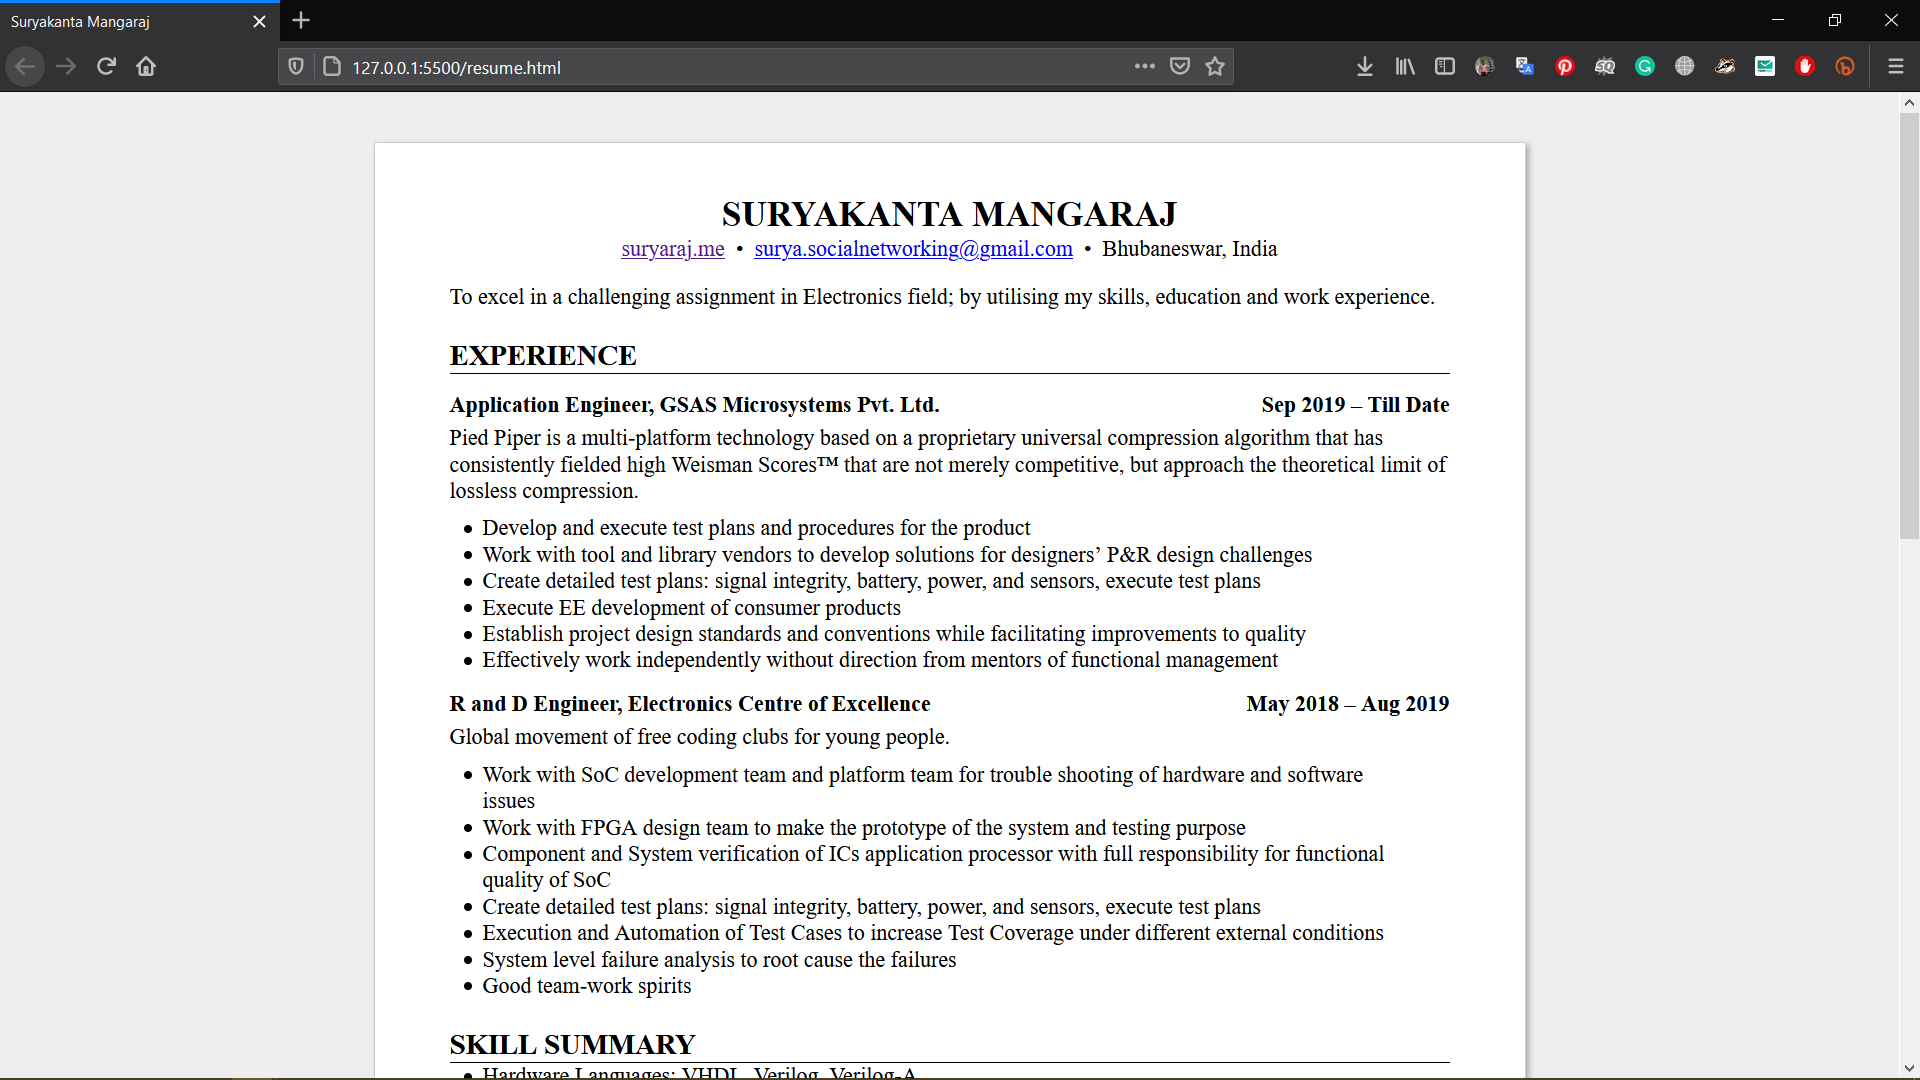 Suryakanta Mangaraj
127.0.0.1:5500/resume.html
SURYAKANTA MANGARAJ
suryaraj.me • surya.socialnetworking@gmail.com • Bhubaneswar, India
To excel in a challenging assignment in Electronics field; by utilising my skills, education and work experience.
EXPERIENCE
Application Engineer, GSAS Microsystems Pvt. Ltd. Sep 2019 – Till Date
Pied Piper is a multi-platform technology based on a proprietary universal compression algorithm that has
consistently fielded high Weisman Scores™ that are not merely competitive, but approach the theoretical limit of
lossless compression.
• Develop and execute test plans and procedures for the product
• Work with tool and library vendors to develop solutions for designers’ P&R design challenges
• Create detailed test plans: signal integrity, battery, power, and sensors, execute test plans
• Execute EE development of consumer products
• Establish project design standards and conventions while facilitating improvements to quality
• Effectively work independently without direction from mentors of functional management
R and D Engineer, Electronics Centre of Excellence May 2018 – Aug 2019
Global movement of free coding clubs for young people.
• Work with SoC development team and platform team for trouble shooting of hardware and software
issues
• Work with FPGA design team to make the prototype of the system and testing purpose
• Component and System verification of ICs application processor with full responsibility for functional
quality of SoC
• Create detailed test plans: signal integrity, battery, power, and sensors, execute test plans
• Execution and Automation of Test Cases to increase Test Coverage under different external conditions
• System level failure analysis to root cause the failures
• Good team-work spirits
SKILL SUMMARY
• Hardware Languages: VHDL, Verilog, Verilog-A